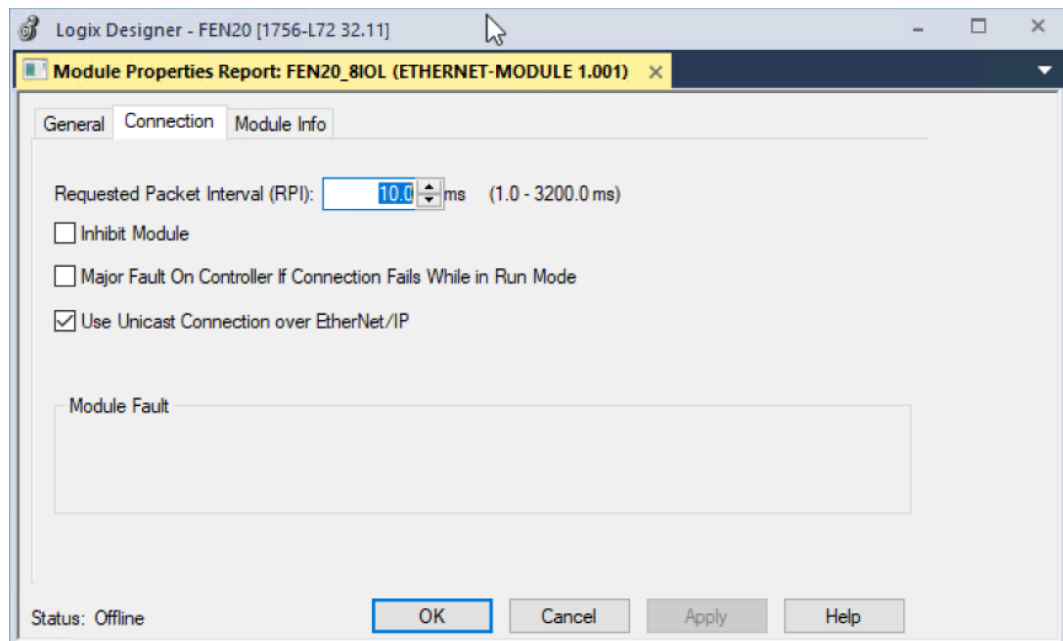 Logix Designer - FEN20 [1756-L72 32.11]
Module Properties Report: FEN20_8IOL (ETHERNET-MODULE 1.001)
General Connection Module Info
Requested Packet Interval (RPI): 10.0 ms (1.0 - 3200.0 ms)
Inhibit Module
Major Fault On Controller If Connection Fails While in Run Mode
Use Unicast Connection over EtherNet/IP
Module Fault
Status: Offline OK Cancel Apply Help